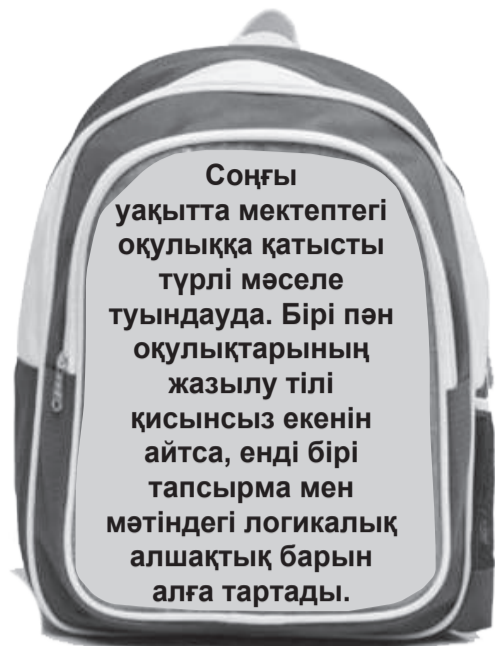 Соңғы
уақытта мектептегі
оқулыққа қатысты
түрлі мәселе
туындауда. Бірі пән
оқулықтарының
жазылу тілі
қисынсыз екенін
айтса, енді бірі
тапсырма мен
мәтіндегі логикалық
алшақтық барын
алға тартады.